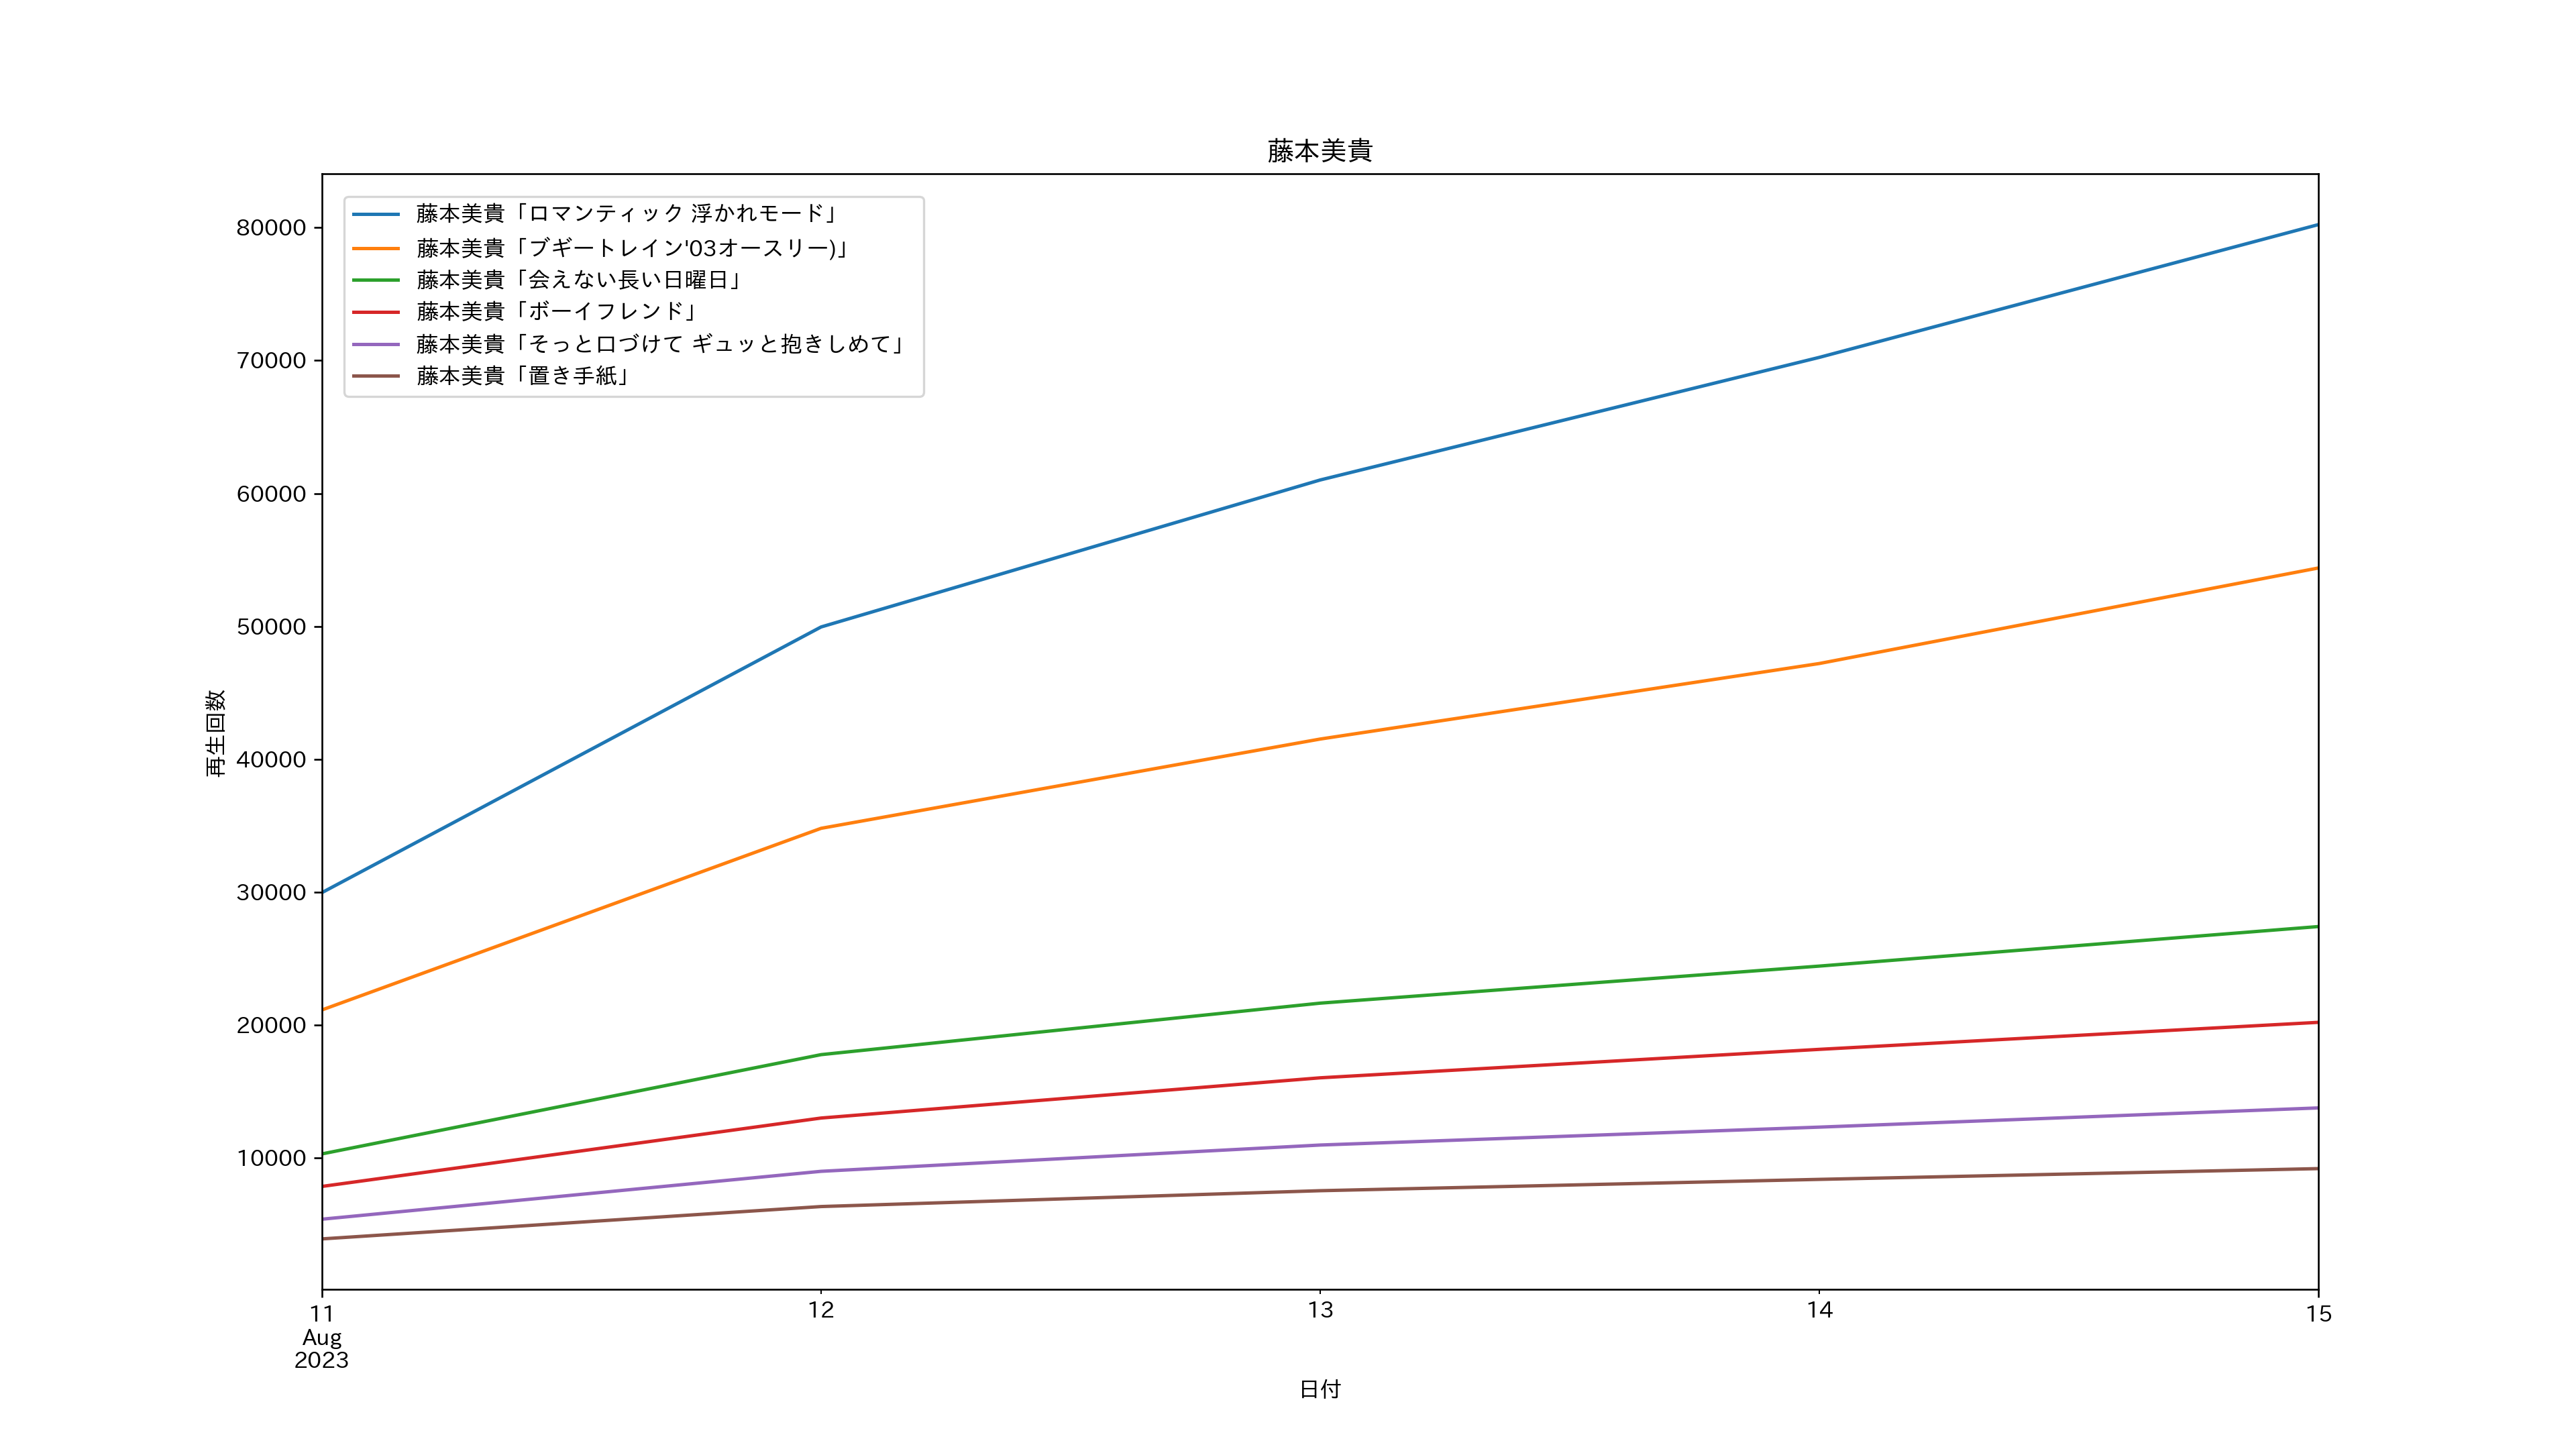 藤本美貴
藤本美貴「ロマンティック 浮かれモード」
藤本美貴「ブギートレイン'03オースリー)」
藤本美貴「会えない長い日曜日」
藤本美貴「ボーイフレンド」
藤本美貴「そっと口づけて ギュッと抱きしめて」
藤本美貴「置き手紙」
再生回数
80000
70000
60000
50000
40000
30000
20000
10000
11
Aug
2023
12
13
14
15
日付